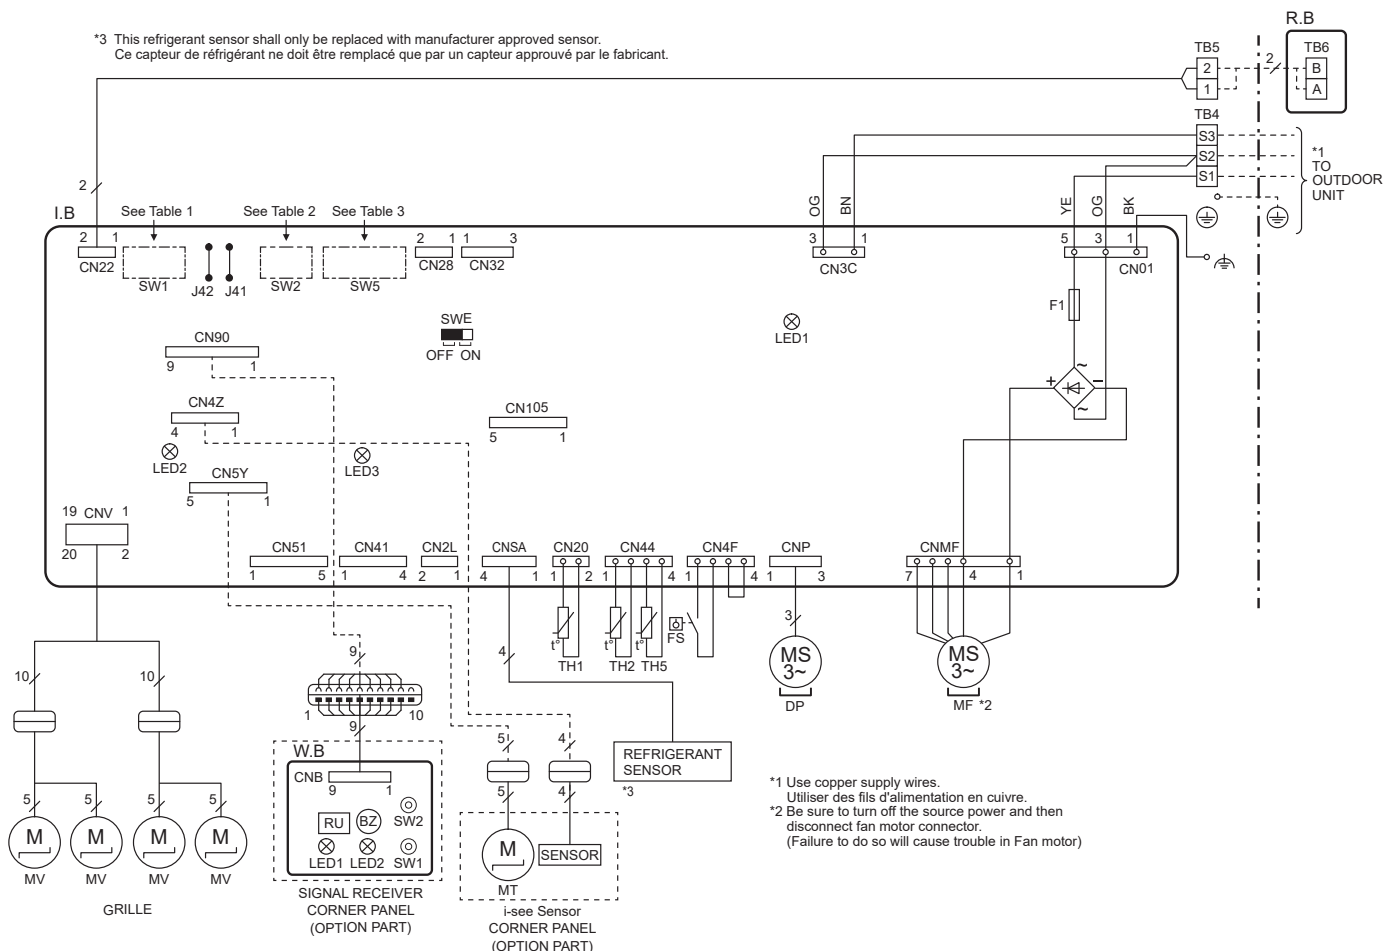 *3 This refrigerant sensor shall only be replaced with manufacturer approved sensor.
Ce capteur de réfrigérant ne doit être remplacé que par un capteur approuvé par le fabricant.
R.B
TB5
TB6
2
2
B
1
A
TB4
S3
S2
S1
*1
TO
OUTDOOR
UNIT
2
I.B
See Table 1
See Table 2
See Table 3
OG
BN
YE
OG
BK
2 1
2 1
1 3
3 1
5 3 1
CN22
SW1
J42
J41
SW2
SW5
CN28
CN32
CN3C
CN01
F1
SWE
OFF ON
LED1
CN90
9 1
~
+
−
~
CN4Z
4 1
CN105
5 1
LED2
LED3
CN5Y
5 1
19 CNV 1
20 2
CN51
1 5
CN41
1 4
CN2L
2 1
CNSA
4 1
CN20
1 2
CN44
1 4
CN4F
1 4
CNP
1 3
CNMF
7 4 1
t°
TH1
t°
TH2
t°
TH5
FS
3
MS
3~
DP
MS
3~
MF *2
10
10
9
4
1 10
9
5
4
5
4
REFRIGERANT
SENSOR
*3
W.B
CNB
9 1
RU
BZ
SW2
LED1
LED2
SW1
SIGNAL RECEIVER
CORNER PANEL
(OPTION PART)
M
MT
SENSOR
i-see Sensor
CORNER PANEL
(OPTION PART)
5
5
5
5
M
M
M
M
MV
MV
MV
MV
GRILLE
*1 Use copper supply wires.
Utiliser des fils d'alimentation en cuivre.
*2 Be sure to turn off the source power and then
disconnect fan motor connector.
(Failure to do so will cause trouble in Fan motor)